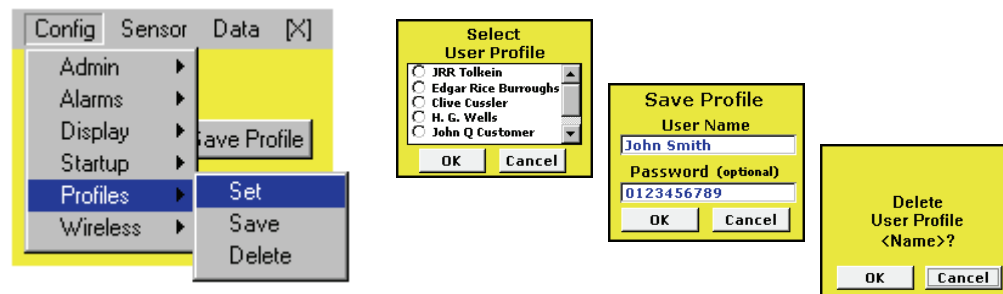 Config Sensor Data [X]
Admin
Alarms
Display
Startup
Profiles
Wireless
Save Profile
Set
Save
Delete
Select
User Profile
JRR Tolkein
Edgar Rice Burroughs
Clive Cussler
H. G. Wells
John Q Customer
OK Cancel
Save Profile
User Name
John Smith
Password (optional)
0123456789
OK Cancel
Delete
User Profile
<Name>?
OK Cancel